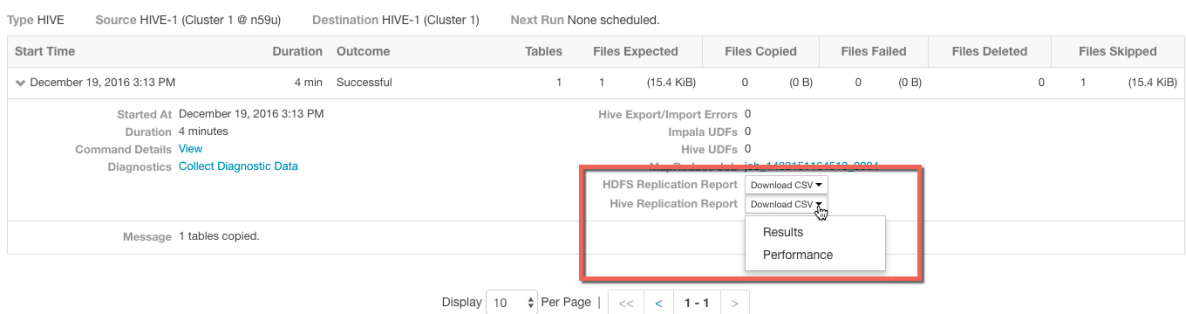 Type HIVE Source HIVE-1 (Cluster 1 @ n59u) Destination HIVE-1 (Cluster 1) Next Run None scheduled.
Start Time Duration Outcome Tables Files Expected Files Copied Files Failed Files Deleted Files Skipped
December 19, 2016 3:13 PM 4 min Successful 1 1 (15.4 KiB) 0 (0 B) 0 (0 B) 0 1 (15.4 KiB)
Started At December 19, 2016 3:13 PM
Duration 4 minutes
Command Details View
Diagnostics Collect Diagnostic Data
Hive Export/Import Errors 0
Impala UDFs 0
Hive UDFs 0
MapReduce Job
HDFS Replication Report Download CSV
Hive Replication Report Download CSV
Results
Performance
Message 1 tables copied.
Display 10 Per Page | << < 1 - 1 >